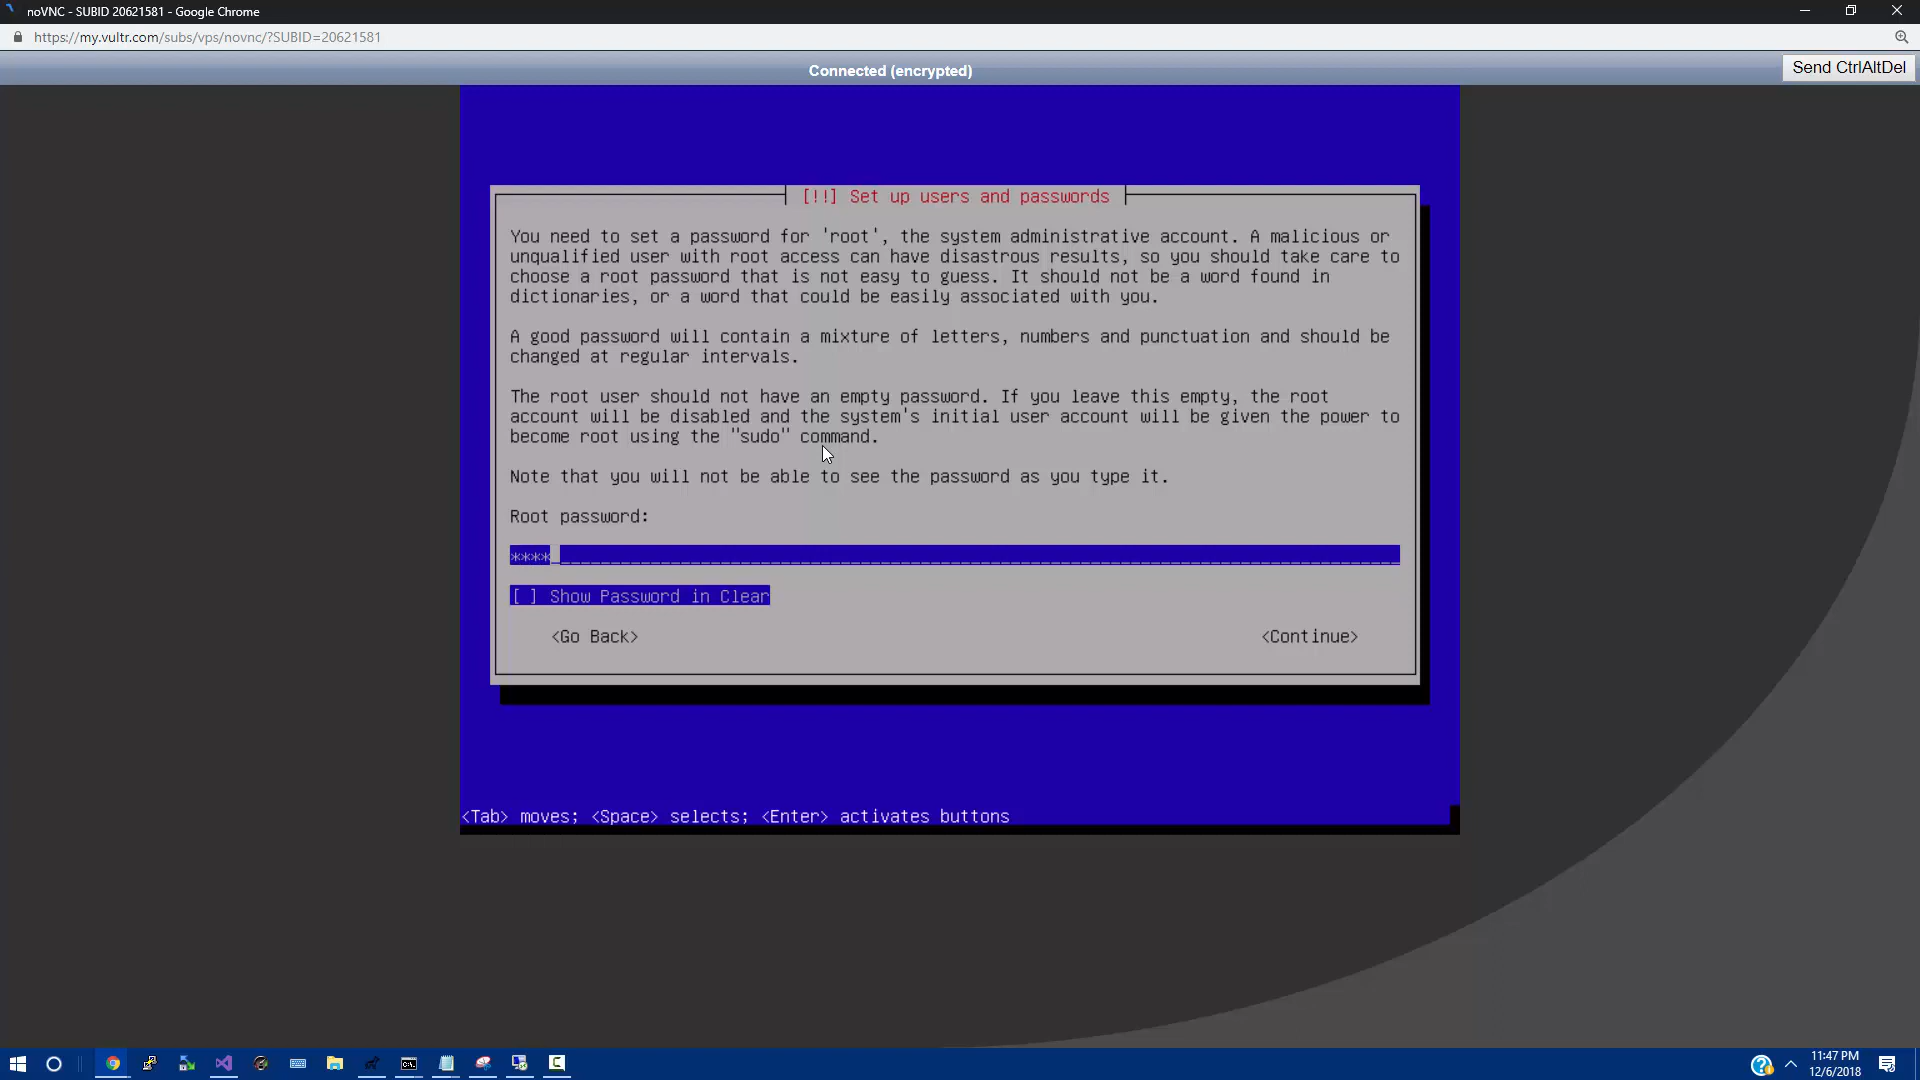 noVNC - SUBID 20621581 - Google Chrome
https://my.vultr.com/subs/vps/novnc/?SUBID=20621581
Connected (encrypted)
Send CtrlAltDel
[!!] Set up users and passwords
You need to set a password for 'root', the system administrative account. A malicious or
unqualified user with root access can have disastrous results, so you should take care to
choose a root password that is not easy to guess. It should not be a word found in
dictionaries, or a word that could be easily associated with you.
A good password will contain a mixture of letters, numbers and punctuation and should be
changed at regular intervals.
The root user should not have an empty password. If you leave this empty, the root
account will be disabled and the system's initial user account will be given the power to
become root using the "sudo" command.
Note that you will not be able to see the password as you type it.
Root password:
****
[ ] Show Password in Clear
<Go Back>
<Continue>
<Tab> moves; <Space> selects; <Enter> activates buttons
11:47 PM
12/6/2018